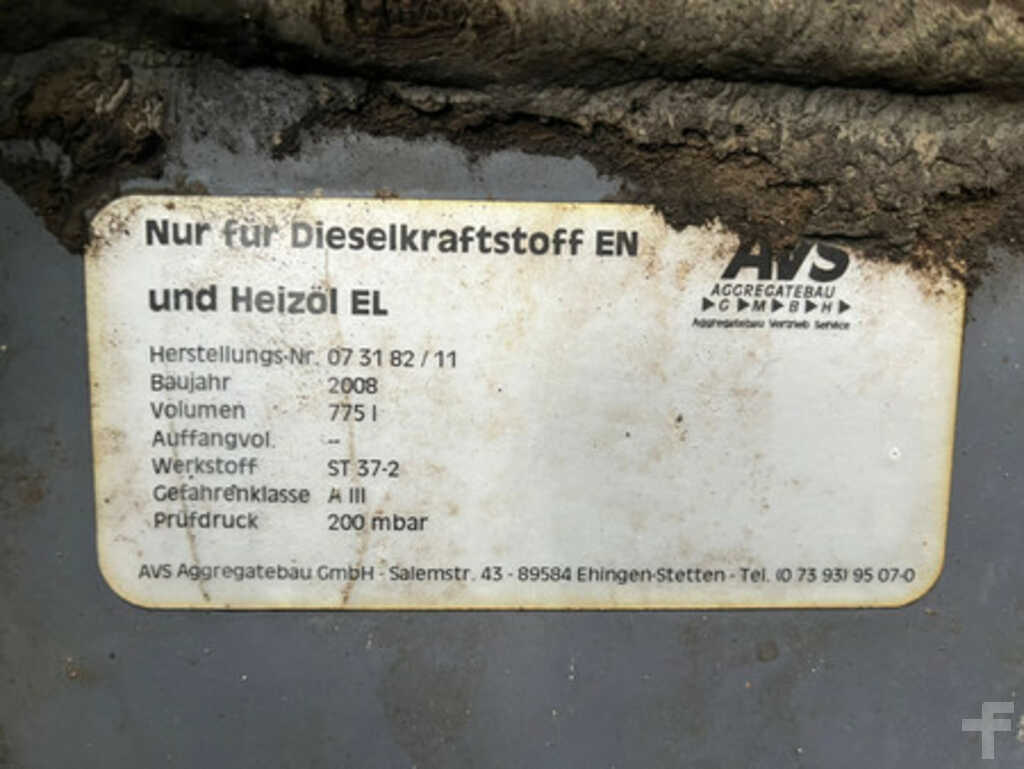 Nur für Dieselkraftstoff EN
und Heizöl EL
AVS
AGGREGATEBAU
G M B H
Aggregatebau Vertrieb Service
Herstellungs-Nr. 07 31 82 / 11
Baujahr 2008
Volumen 775 l
Auffangvol. --
Werkstoff ST 37-2
Gefahrenklasse A III
Prüfdruck 200 mbar
AVS Aggregatebau GmbH - Salemstr. 43 - 89584 Ehingen-Stetten - Tel. (0 73 93) 95 07-0